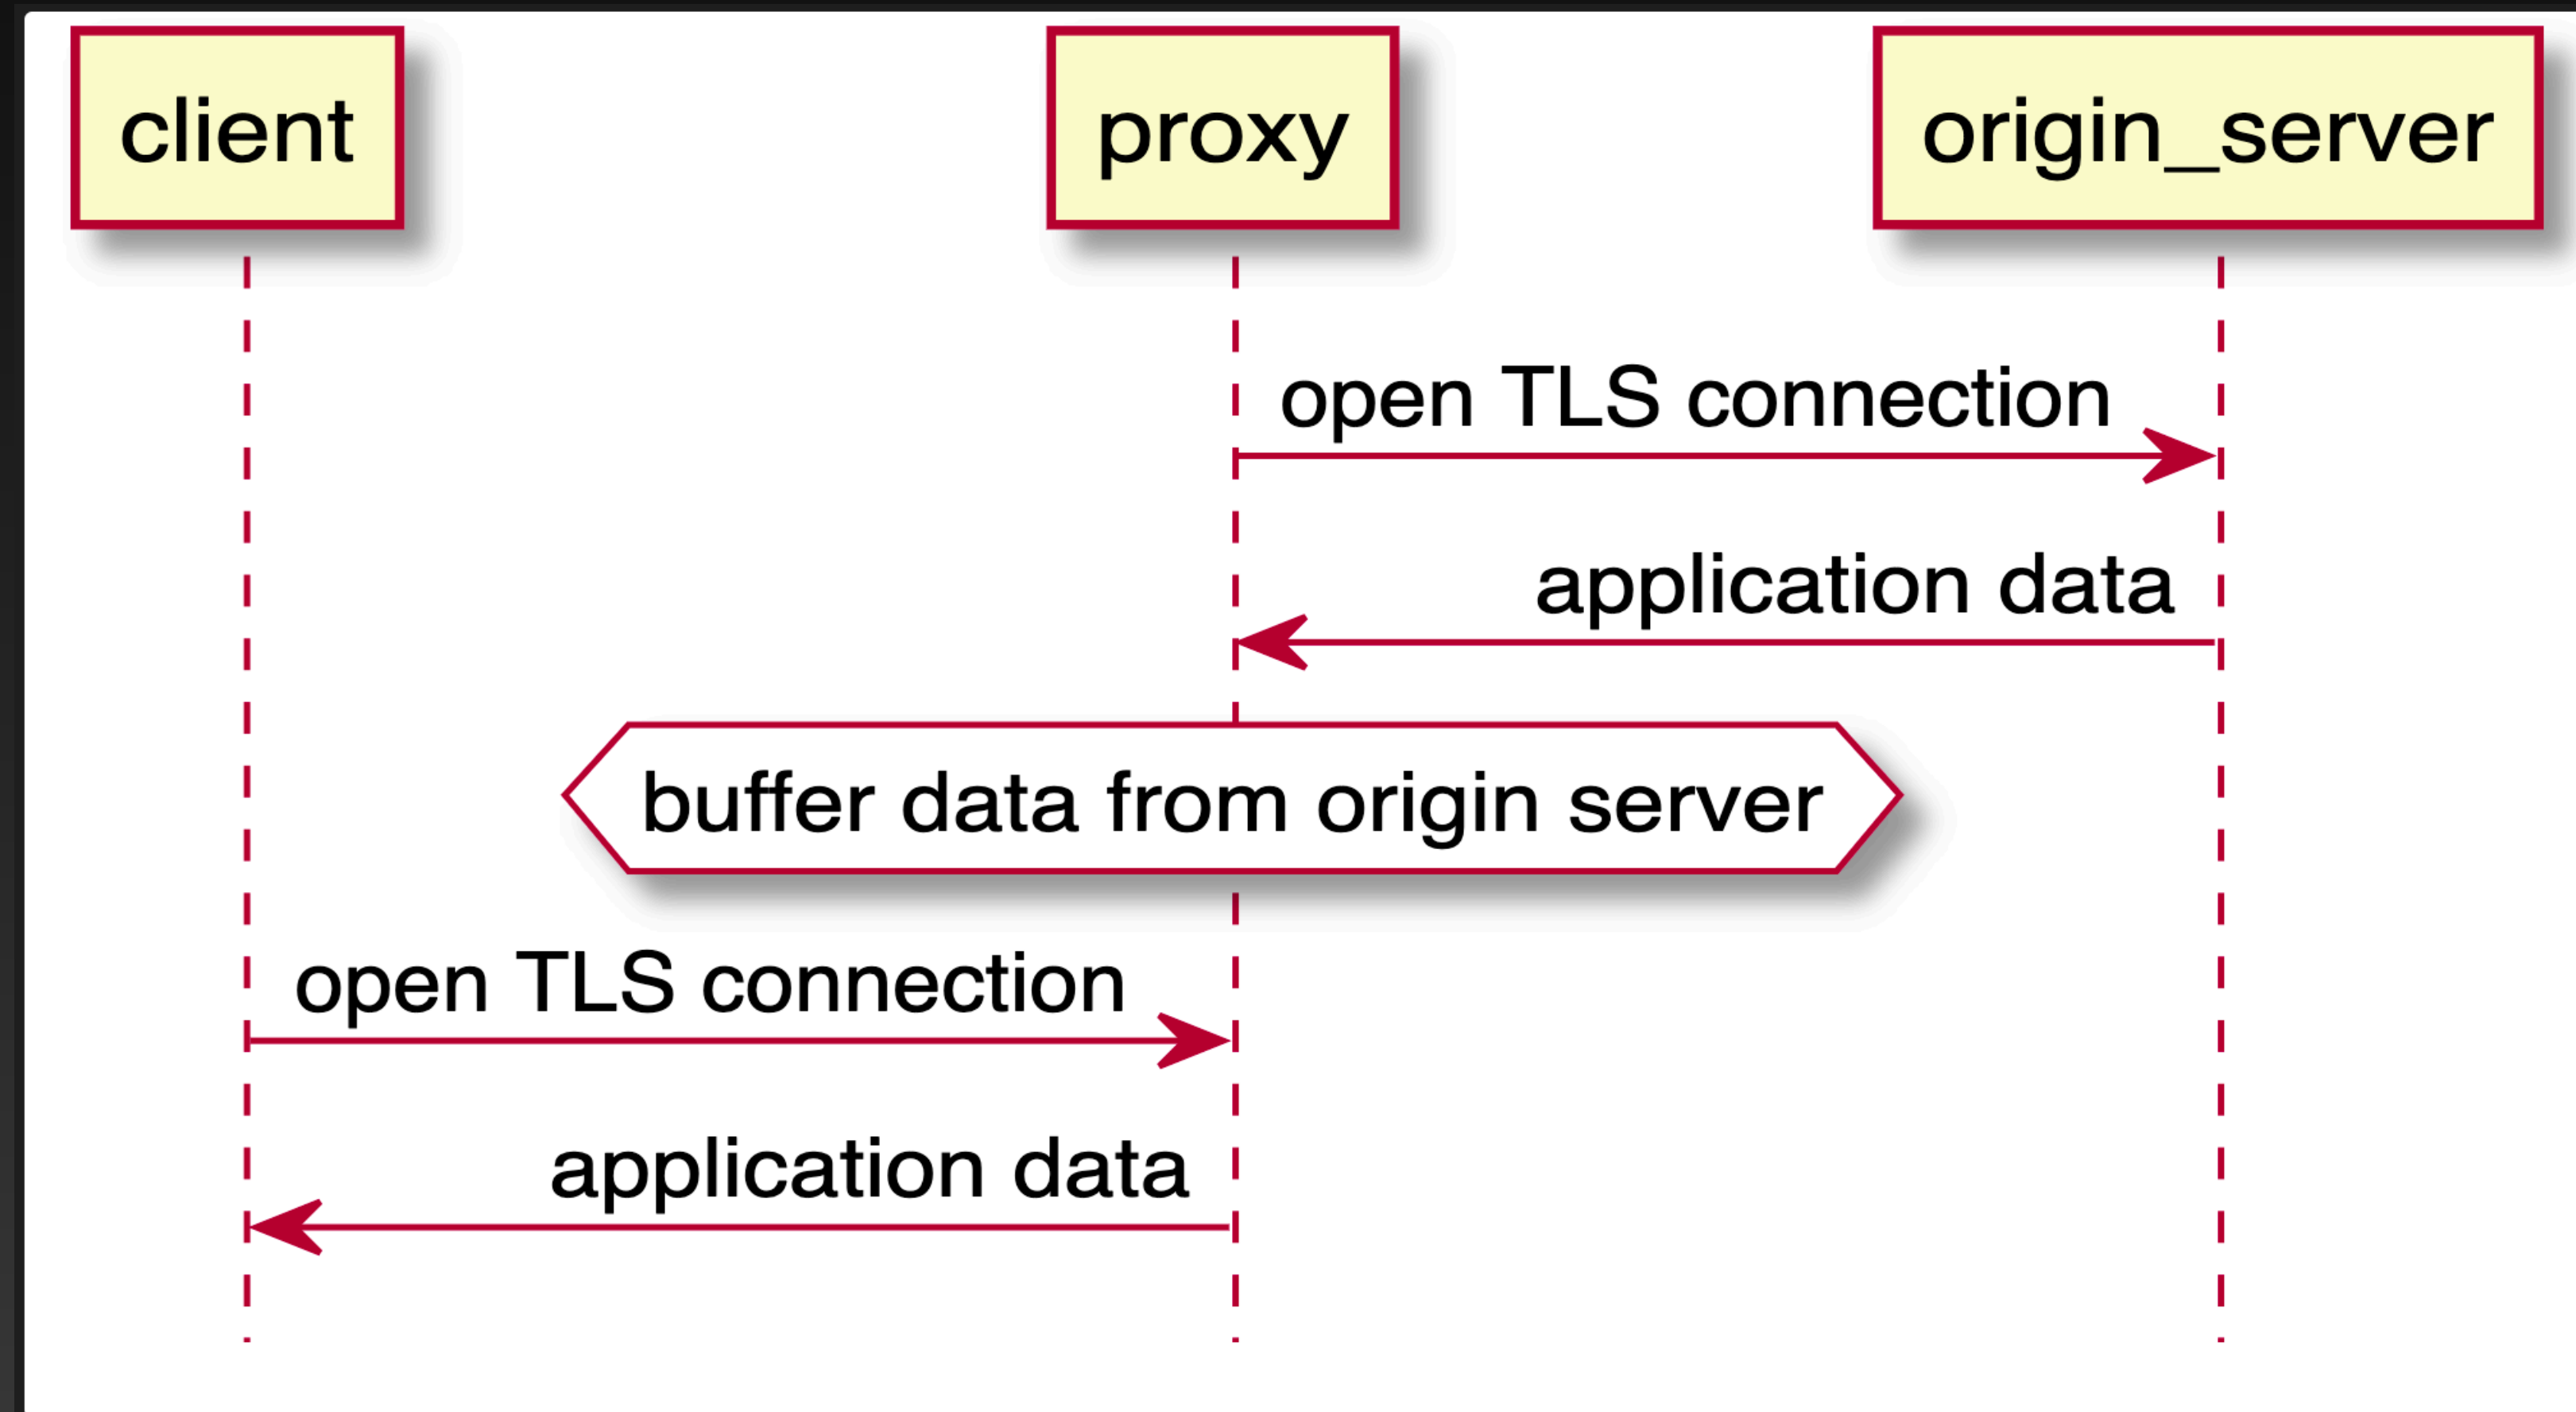 client
proxy
origin_server
open TLS connection
application data
buffer data from origin server
open TLS connection
application data